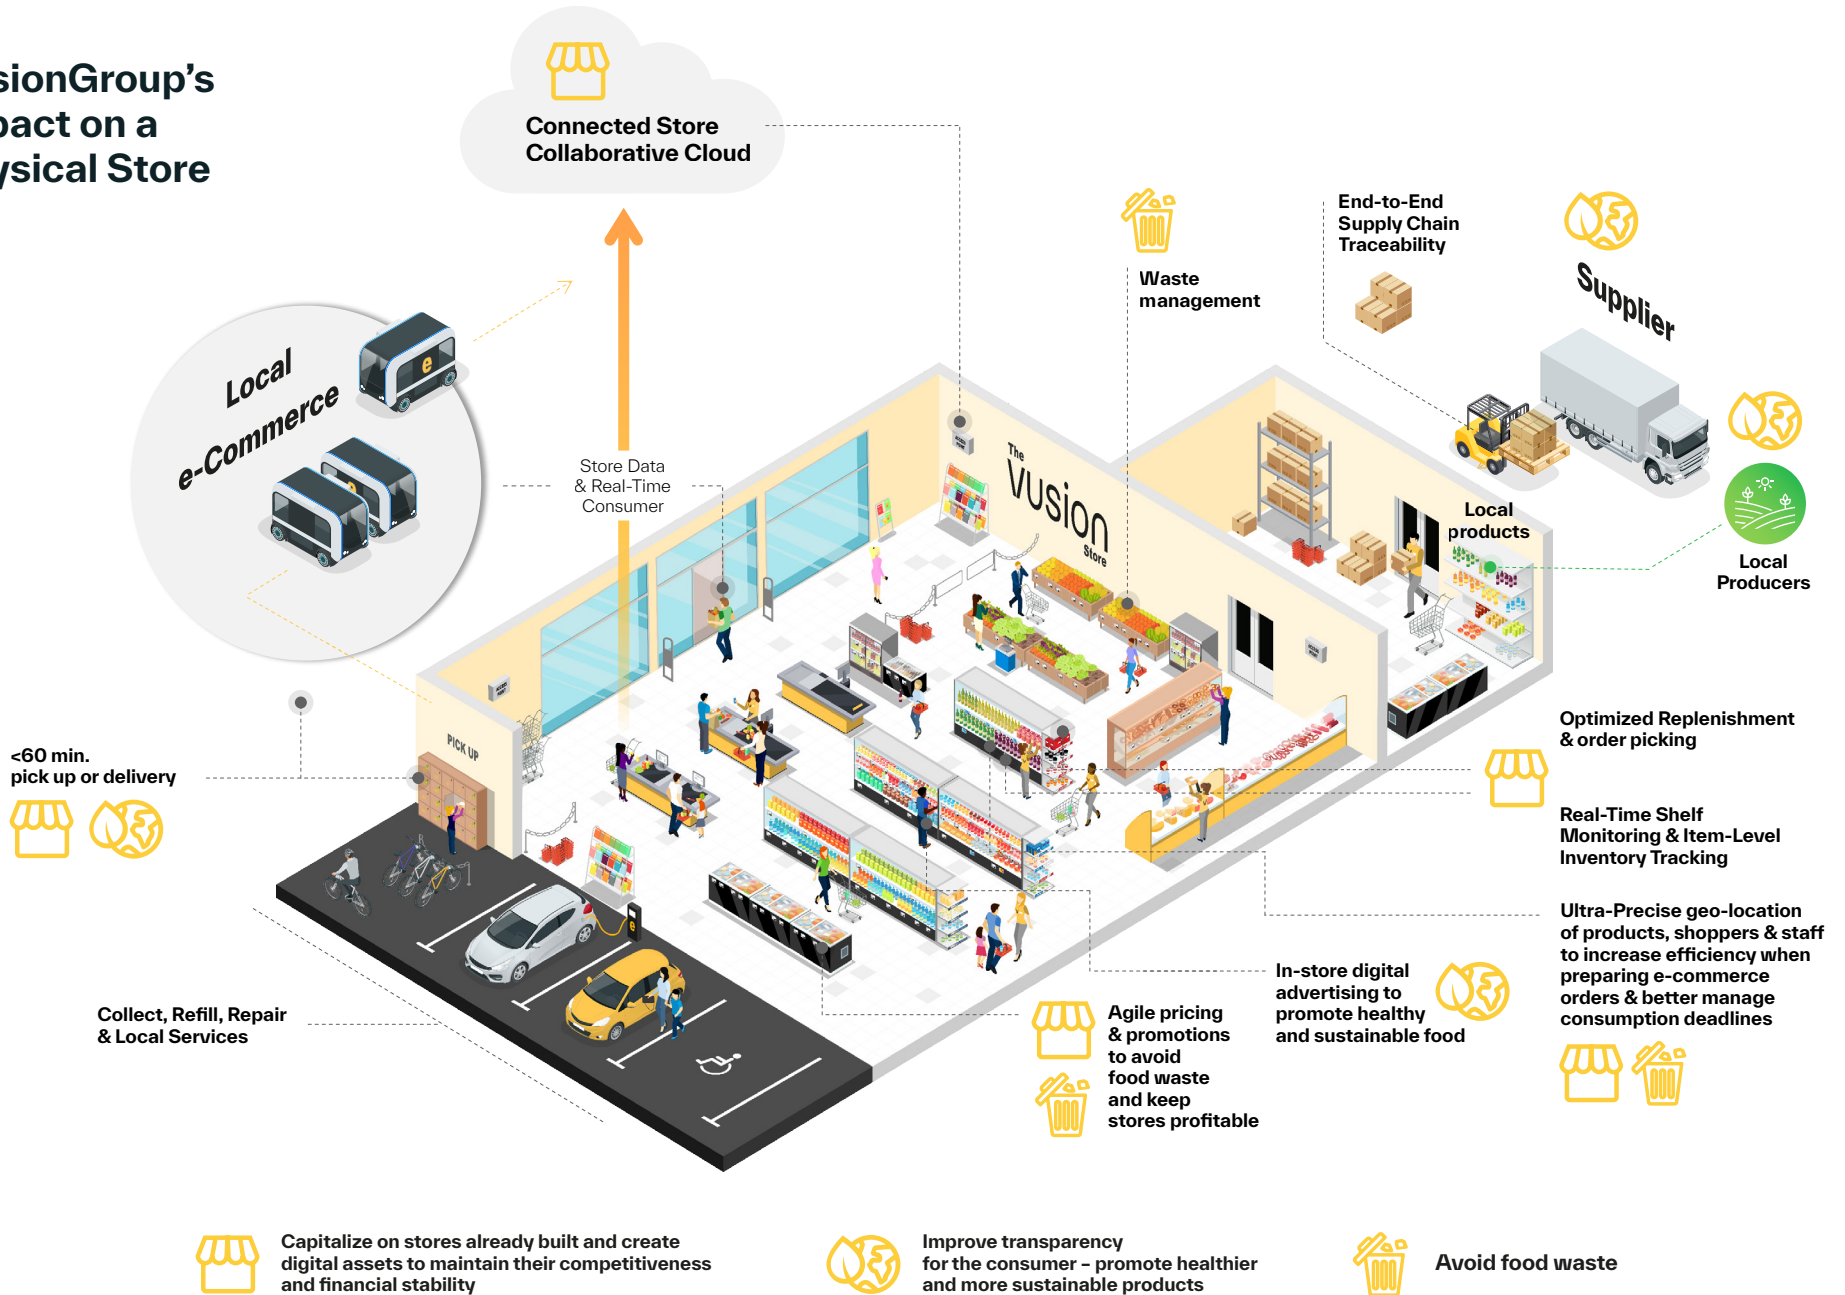 sionGroup's
pact on a
ysical Store
Connected Store
Collaborative Cloud
Waste
management
End-to-End
Supply Chain
Traceability
Supplier
Local
e-Commerce
e
Store Data
& Real-Time
Consumer
The
Vusion
Store
Local
products
Local
Producers
PICK UP
<60 min.
pick up or delivery
Optimized Replenishment
& order picking
Real-Time Shelf
Monitoring & Item-Level
Inventory Tracking
Ultra-Precise geo-location
of products, shoppers & staff
to increase efficiency when
preparing e-commerce
orders & better manage
consumption deadlines
In-store digital
advertising to
promote healthy
and sustainable food
Agile pricing
& promotions
to avoid
food waste
and keep
stores profitable
e
Collect, Refill, Repair
& Local Services
Capitalize on stores already built and create
digital assets to maintain their competitiveness
and financial stability
Improve transparency
for the consumer – promote healthier
and more sustainable products
Avoid food waste